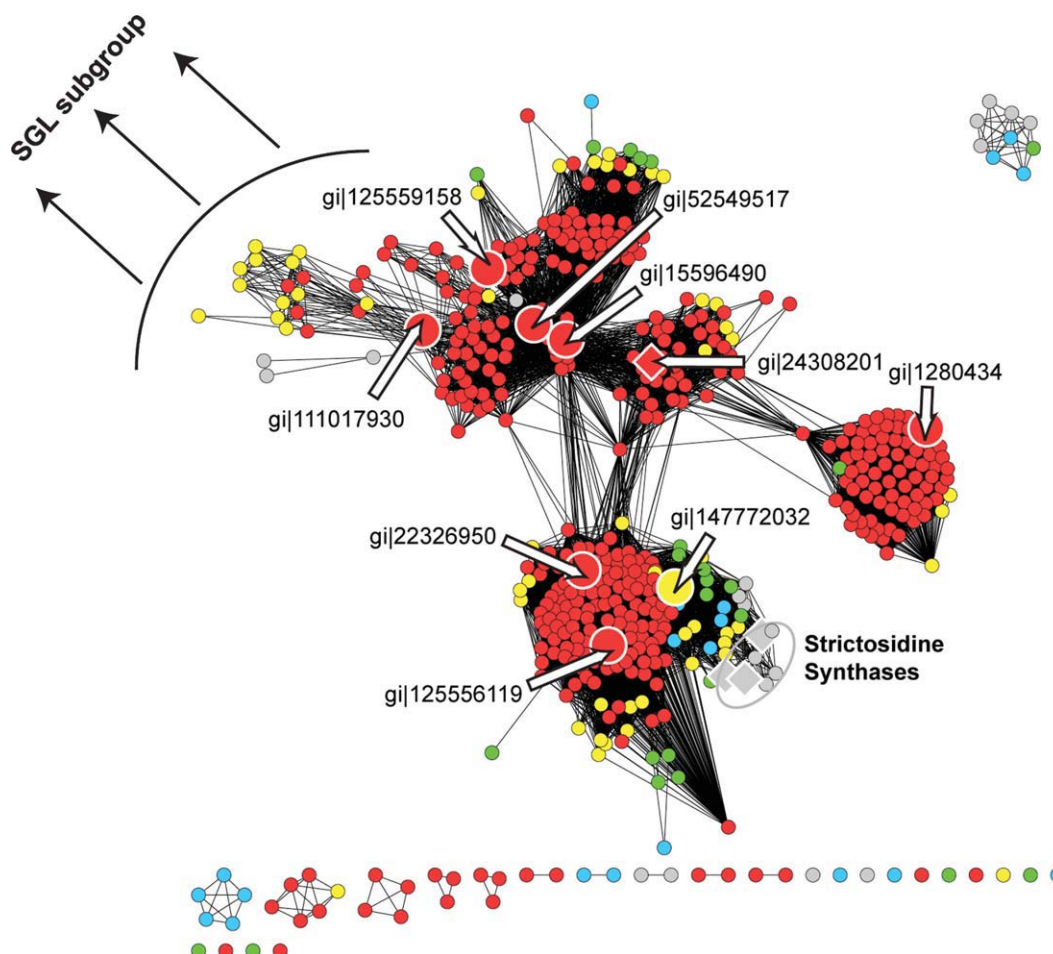 SGL subgroup
gi|125559158
gi|52549517
gi|15596490
gi|24308201
gi|1280434
gi|111017930
gi|22326950
gi|147772032
Strictosidine
Synthases
gi|125556119